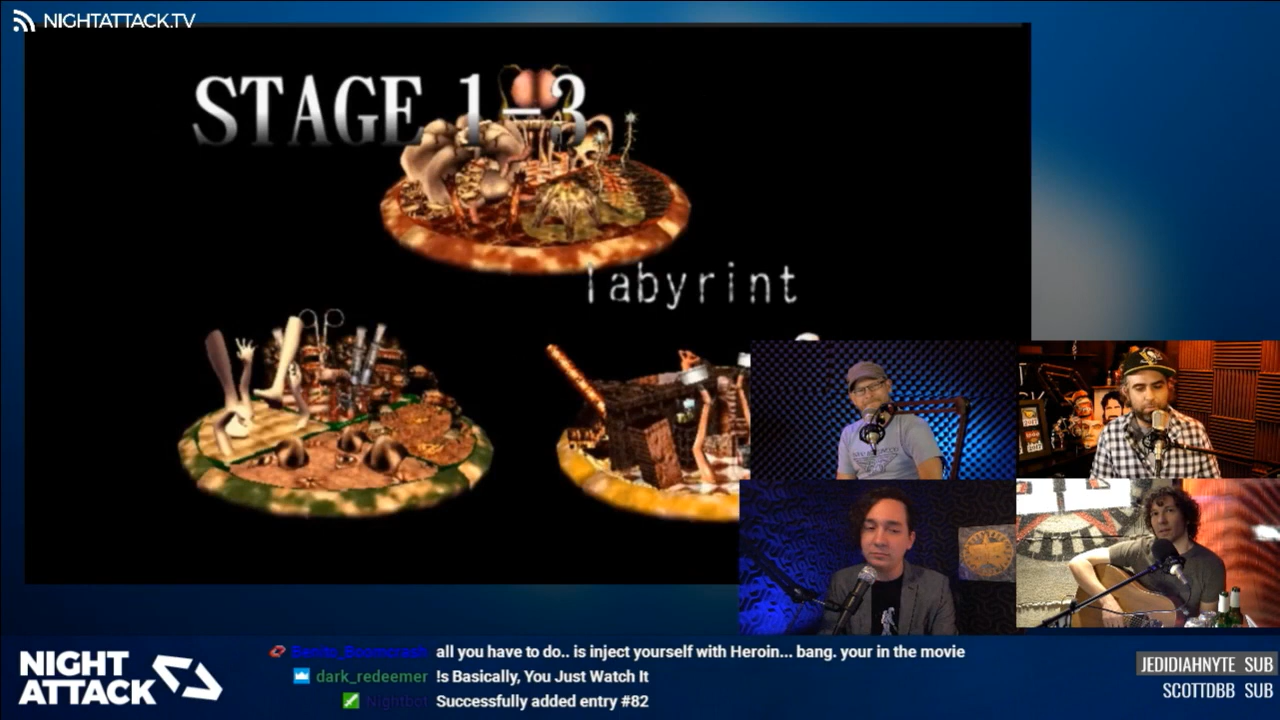 NIGHTATTACK.TV
STAGE 1-3
labyrint
NIGHT
ATTACK
Benito_Boomcrash all you have to do.. is inject yourself with Heroin... bang. your in the movie
dark_redeemer !s Basically, You Just Watch It
Nightbot Successfully added entry #82
JEDIDIAHNYTE SUB
SCOTTDBB SUB